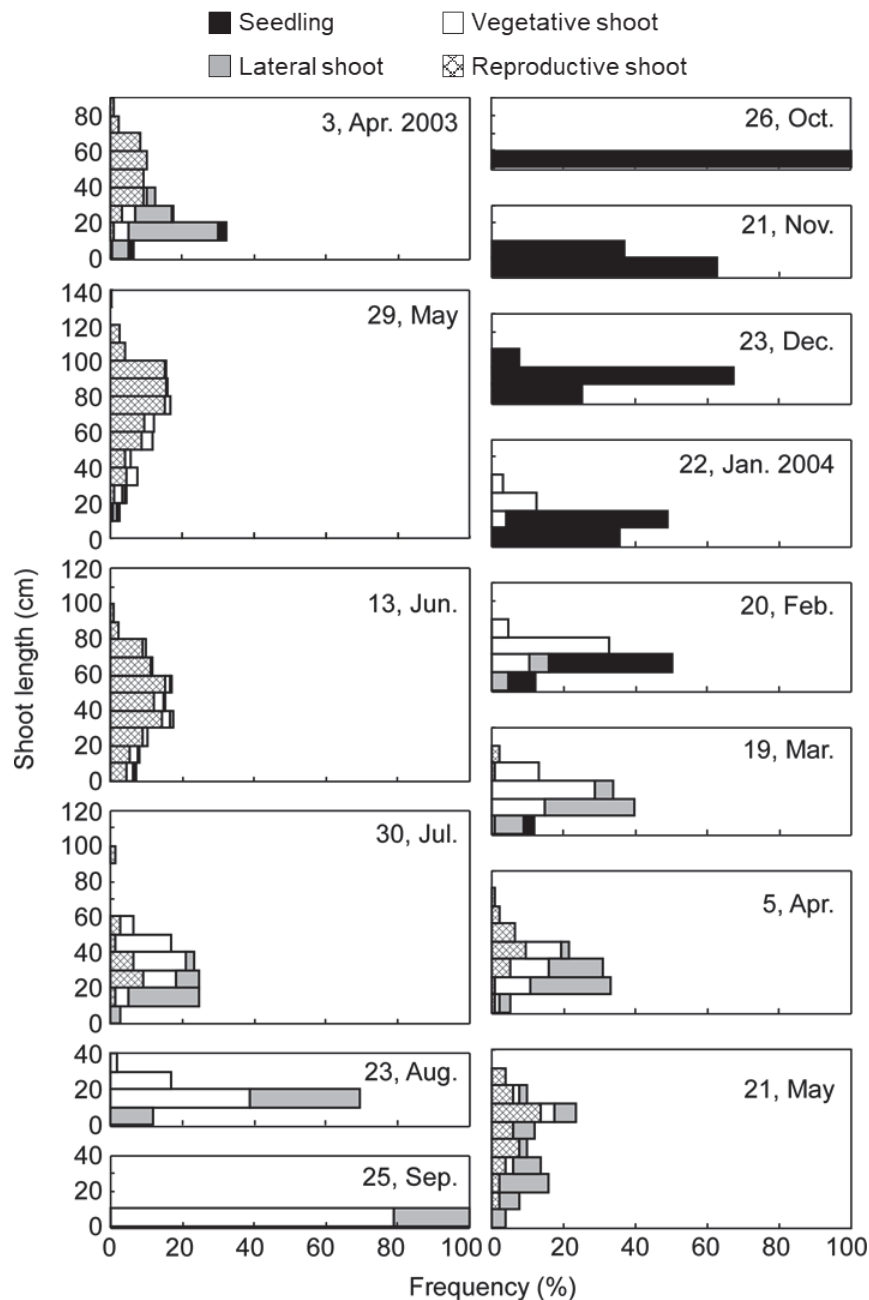 Seedling
Vegetative shoot
Lateral shoot
Reproductive shoot
Shoot length (cm)
3, Apr. 2003
80
60
40
20
0
29, May
140
120
100
80
60
40
20
0
13, Jun.
120
100
80
60
40
20
0
30, Jul.
120
100
80
60
40
20
0
23, Aug.
40
20
0
25, Sep.
40
20
0
0 20 40 60 80 100
26, Oct.
21, Nov.
23, Dec.
22, Jan. 2004
20, Feb.
19, Mar.
5, Apr.
21, May
0 20 40 60 80 100
Frequency (%)